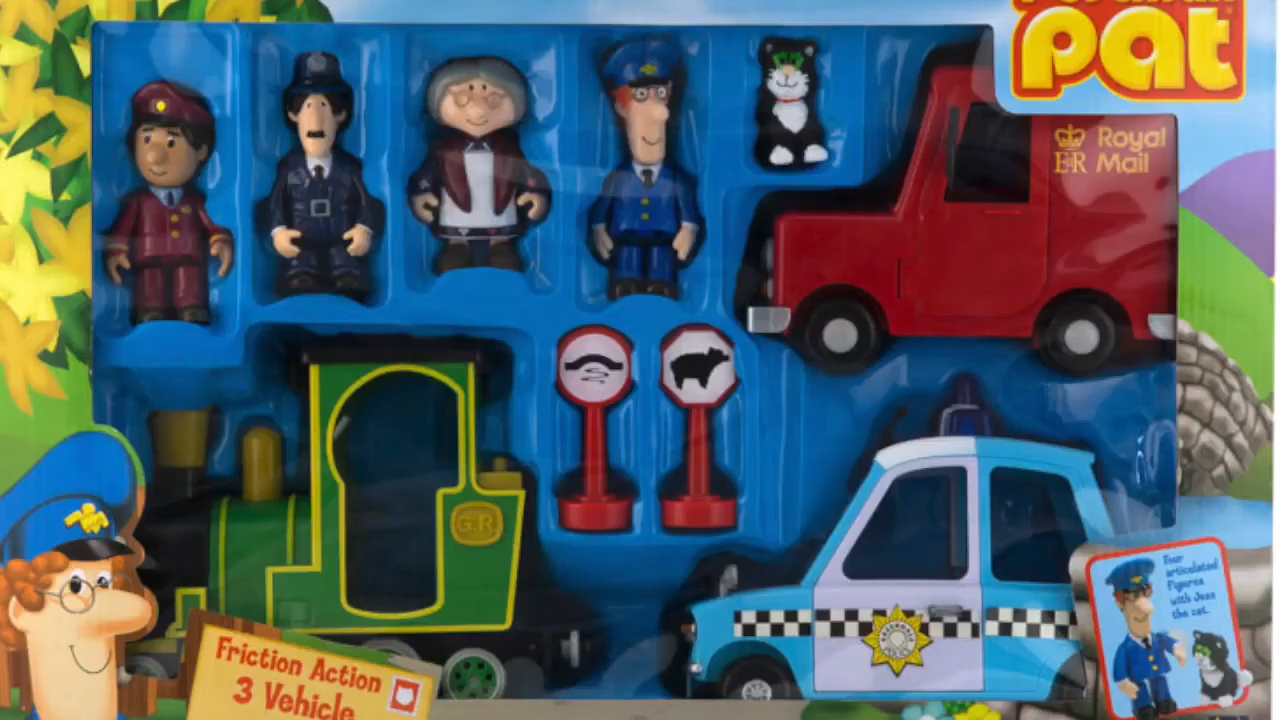 Pat
Royal
ER Mail
G.R
Friction Action
3 Vehicle
Four
articulated
figures
with Jess
the cat.